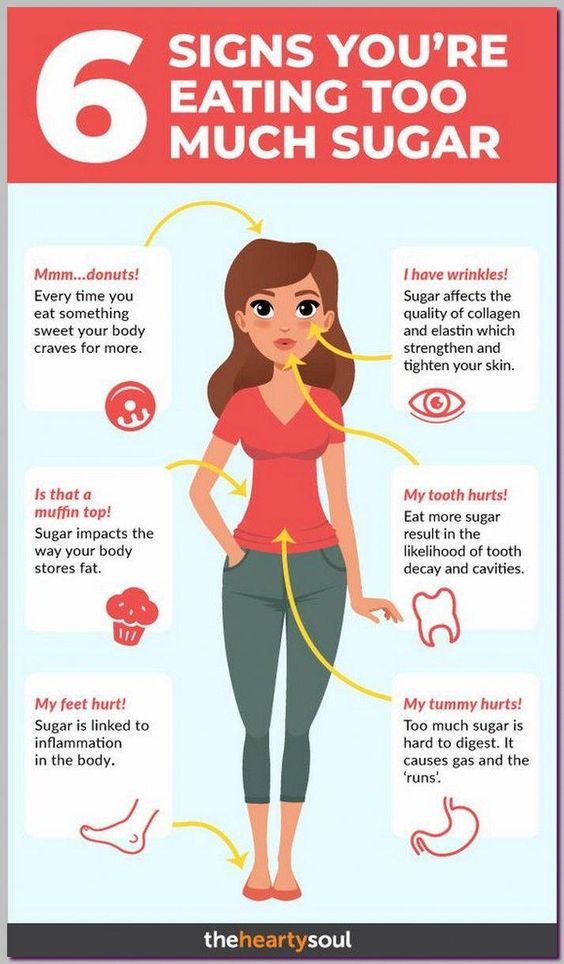 6
SIGNS YOU'RE
EATING TOO
MUCH SUGAR
Mmm...donuts!
Every time you
eat something
sweet your body
craves for more.
I have wrinkles!
Sugar affects the
quality of collagen
and elastin which
strengthen and
tighten your skin.
Is that a
muffin top!
Sugar impacts the
way your body
stores fat.
My tooth hurts!
Eat more sugar
result in the
likelihood of tooth
decay and cavities.
My feet hurt!
Sugar is linked to
inflammation
in the body.
My tummy hurts!
Too much sugar is
hard to digest. It
causes gas and the
'runs'.
theheartysoul